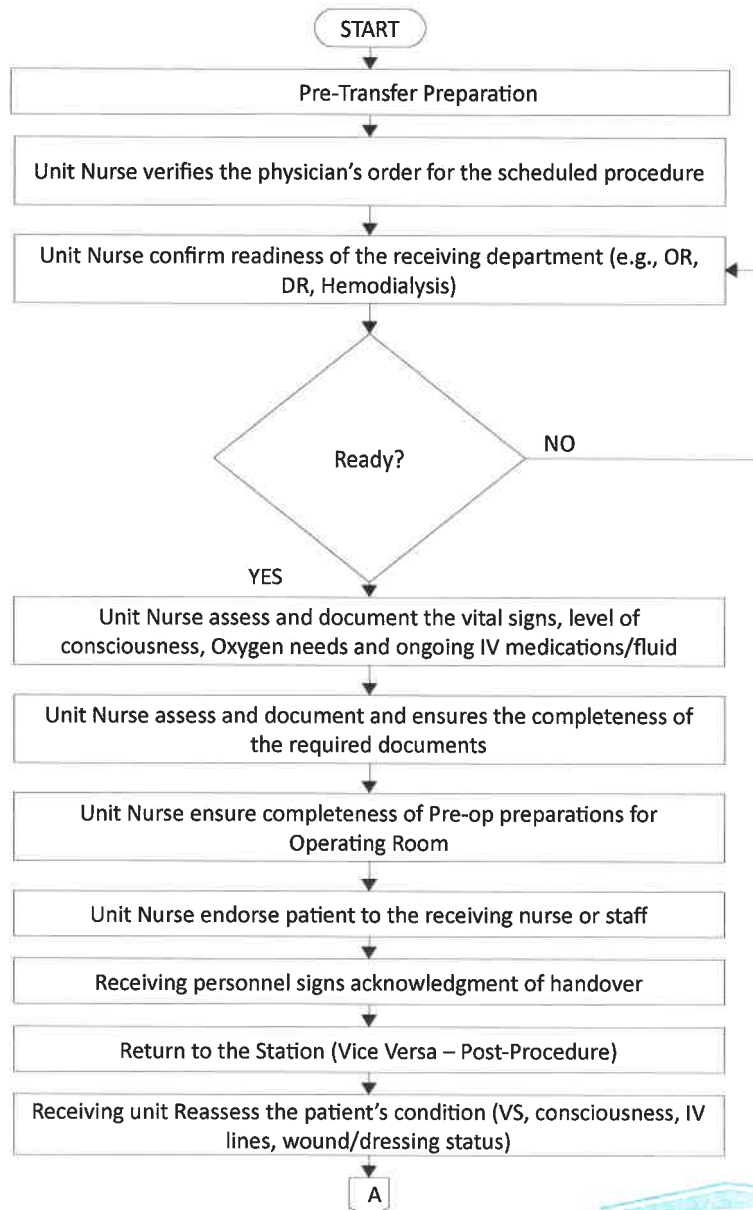 START
Pre-Transfer Preparation
Unit Nurse verifies the physician's order for the scheduled procedure
Unit Nurse confirm readiness of the receiving department (e.g., OR,
DR, Hemodialysis)
Ready?
NO
YES
Unit Nurse assess and document the vital signs, level of
consciousness, Oxygen needs and ongoing IV medications/fluid
Unit Nurse assess and document and ensures the completeness of
the required documents
Unit Nurse ensure completeness of Pre-op preparations for
Operating Room
Unit Nurse endorse patient to the receiving nurse or staff
Receiving personnel signs acknowledgment of handover
Return to the Station (Vice Versa – Post-Procedure)
Receiving unit Reassess the patient's condition (VS, consciousness, IV
lines, wound/dressing status)
A